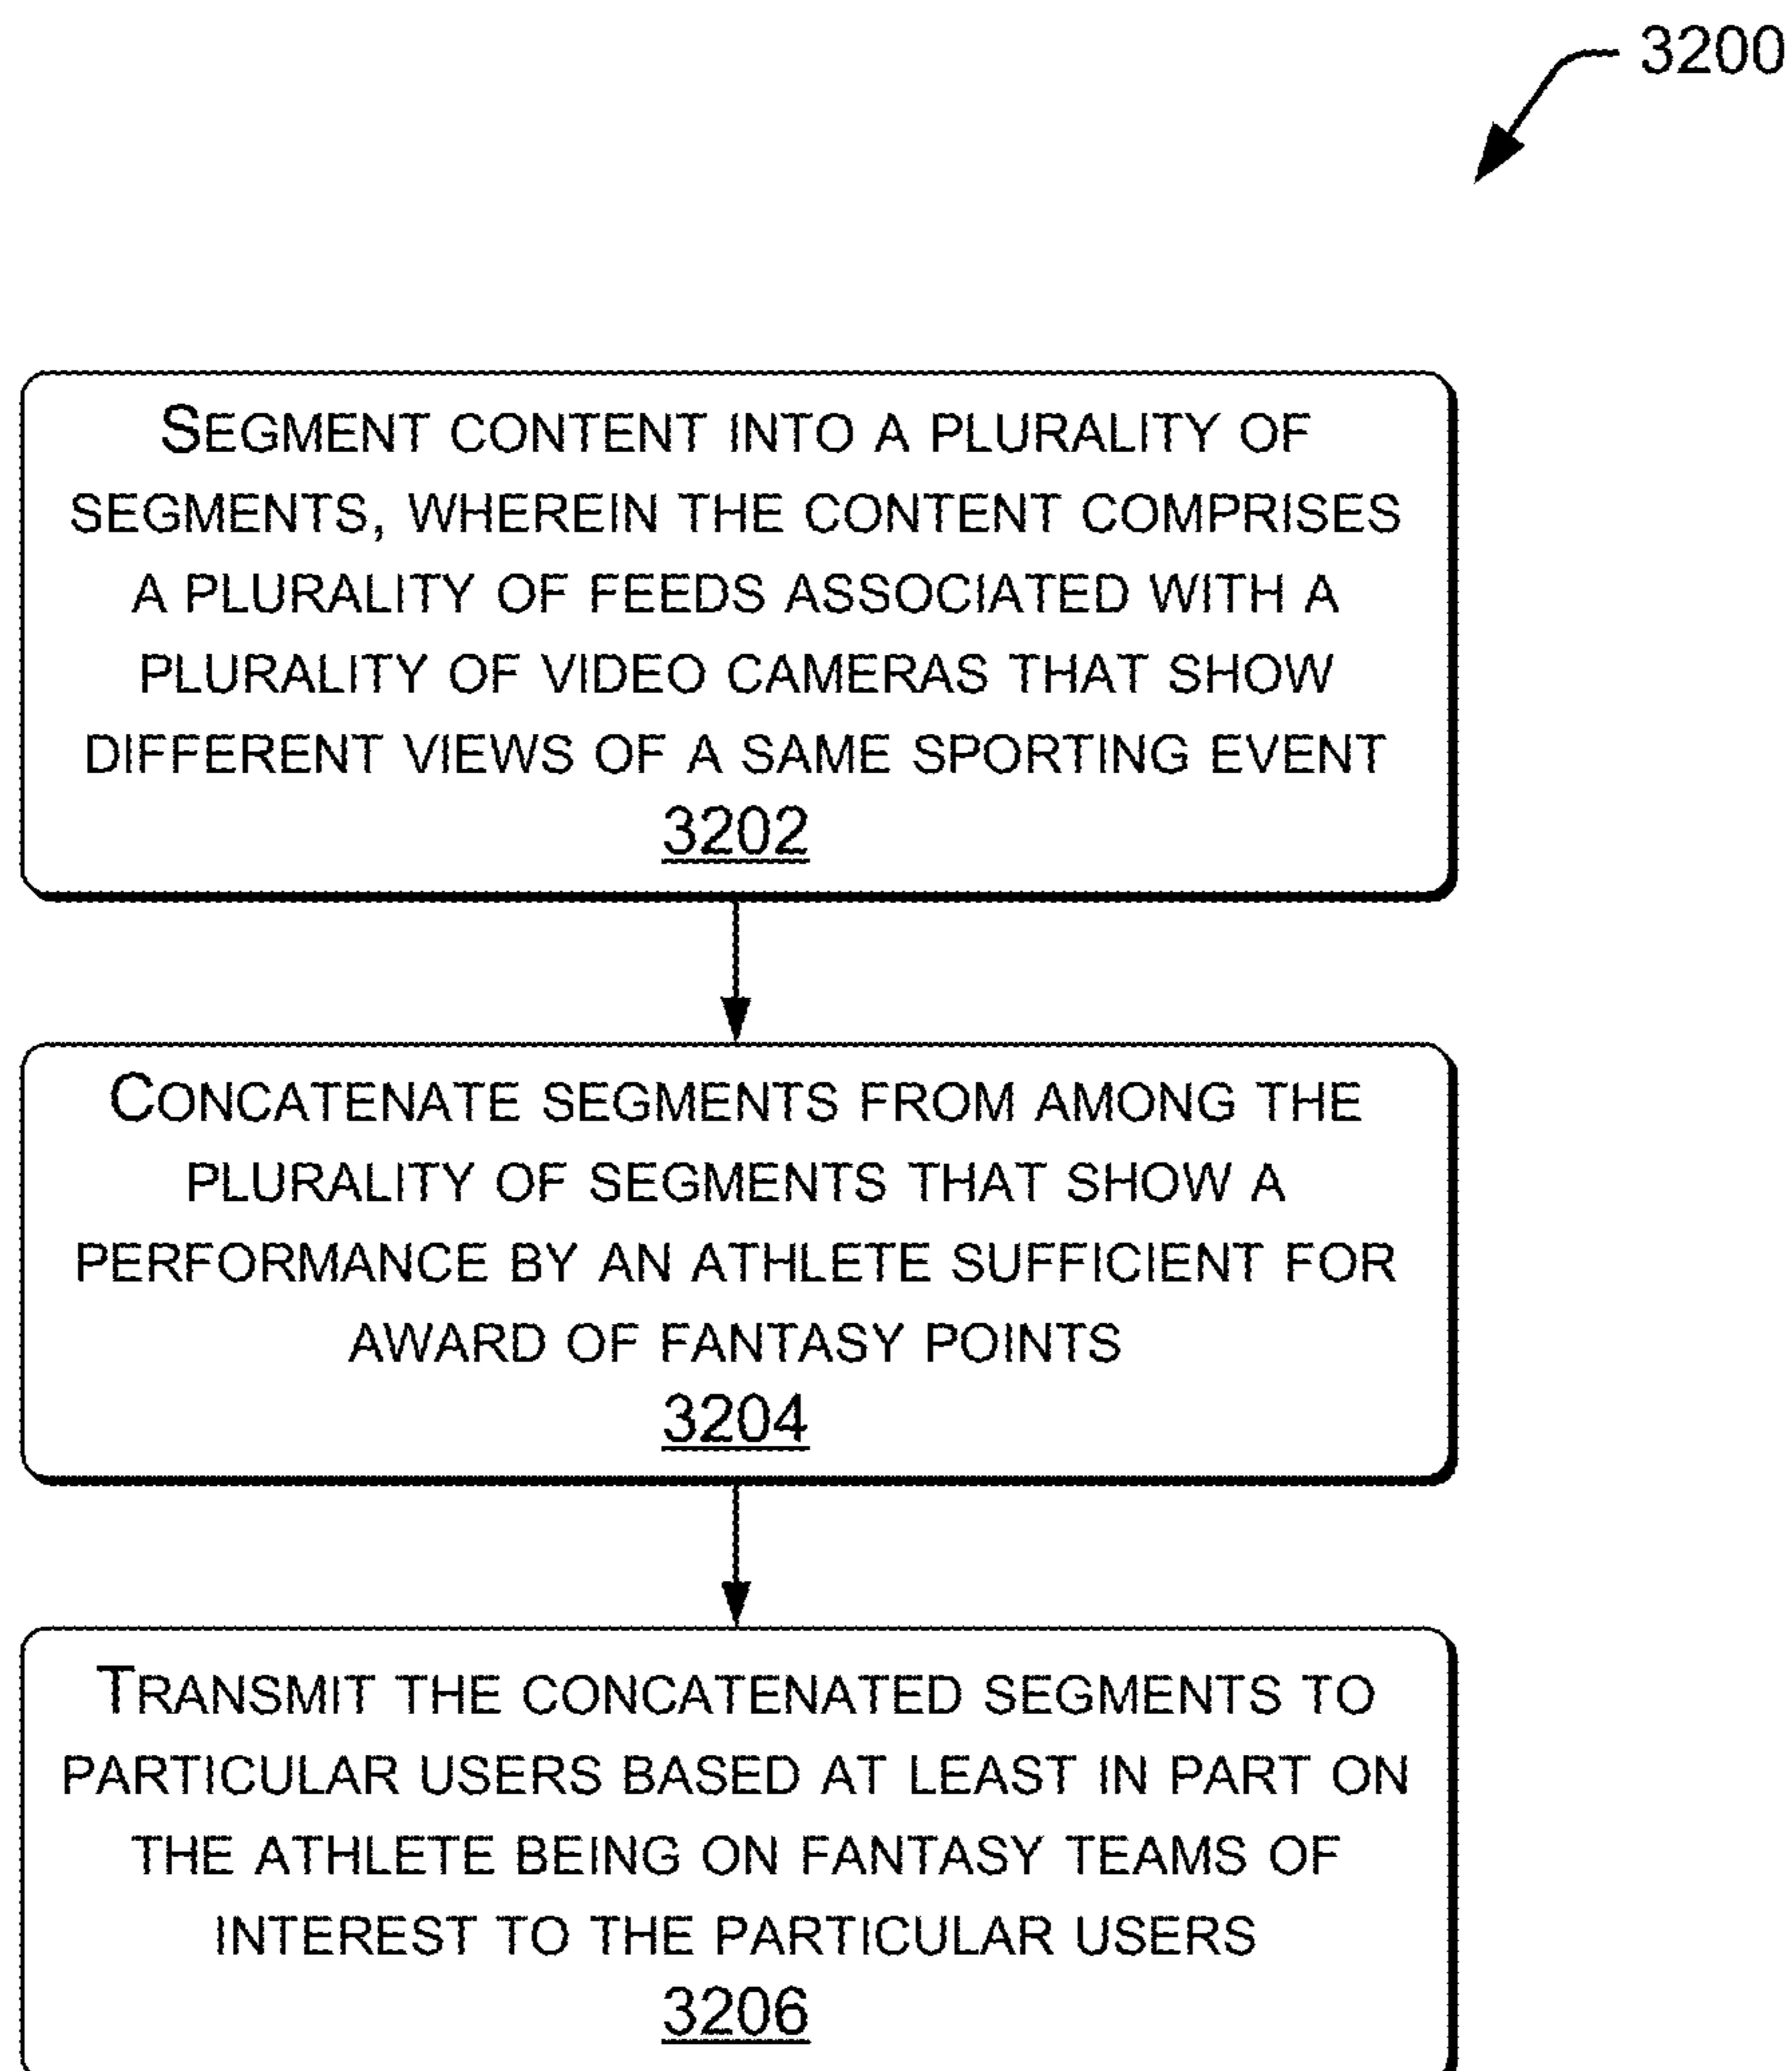 3200
SEGMENT CONTENT INTO A PLURALITY OF
SEGMENTS, WHEREIN THE CONTENT COMPRISES
A PLURALITY OF FEEDS ASSOCIATED WITH A
PLURALITY OF VIDEO CAMERAS THAT SHOW
DIFFERENT VIEWS OF A SAME SPORTING EVENT
3202
CONCATENATE SEGMENTS FROM AMONG THE
PLURALITY OF SEGMENTS THAT SHOW A
PERFORMANCE BY AN ATHLETE SUFFICIENT FOR
AWARD OF FANTASY POINTS
3204
TRANSMIT THE CONCATENATED SEGMENTS TO
PARTICULAR USERS BASED AT LEAST IN PART ON
THE ATHLETE BEING ON FANTASY TEAMS OF
INTEREST TO THE PARTICULAR USERS
3206